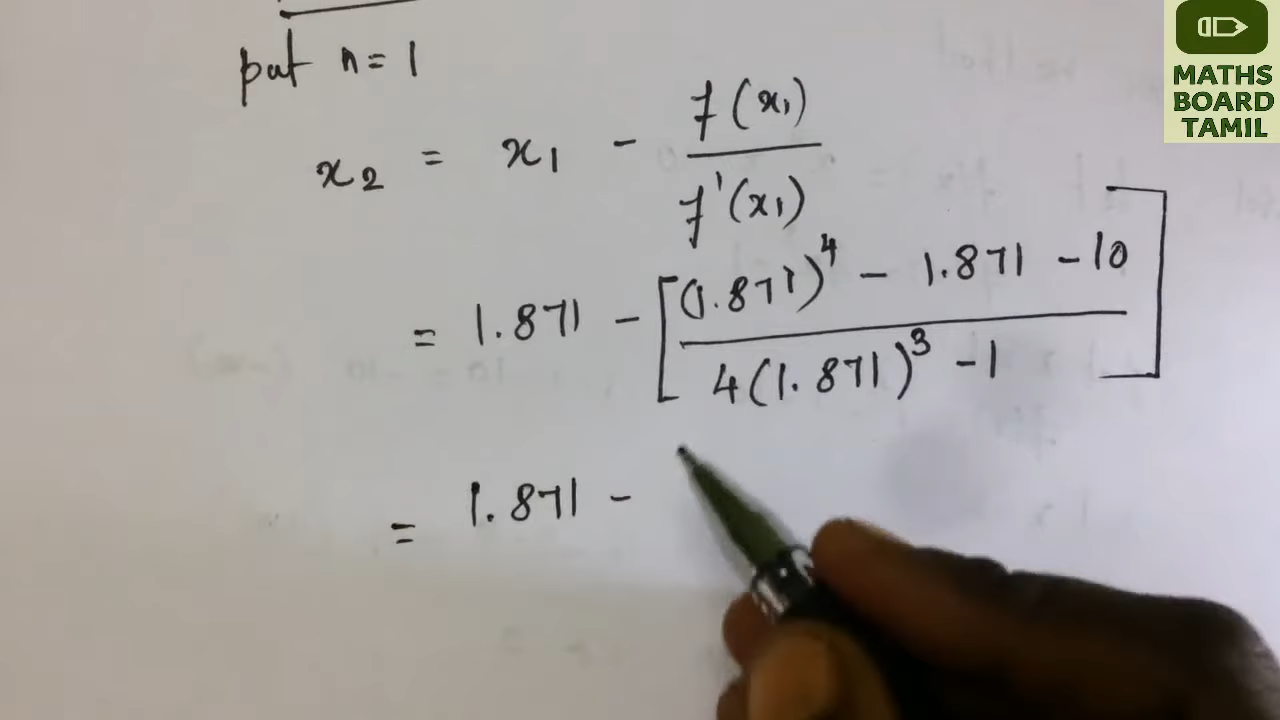 put n = 1
MATHS
BOARD
TAMIL
x₂ = x₁ - f(x₁) / f'(x₁)
= 1.871 - [ (1.871)⁴ - 1.871 - 10 / 4(1.871)³ - 1 ]
= 1.871 -